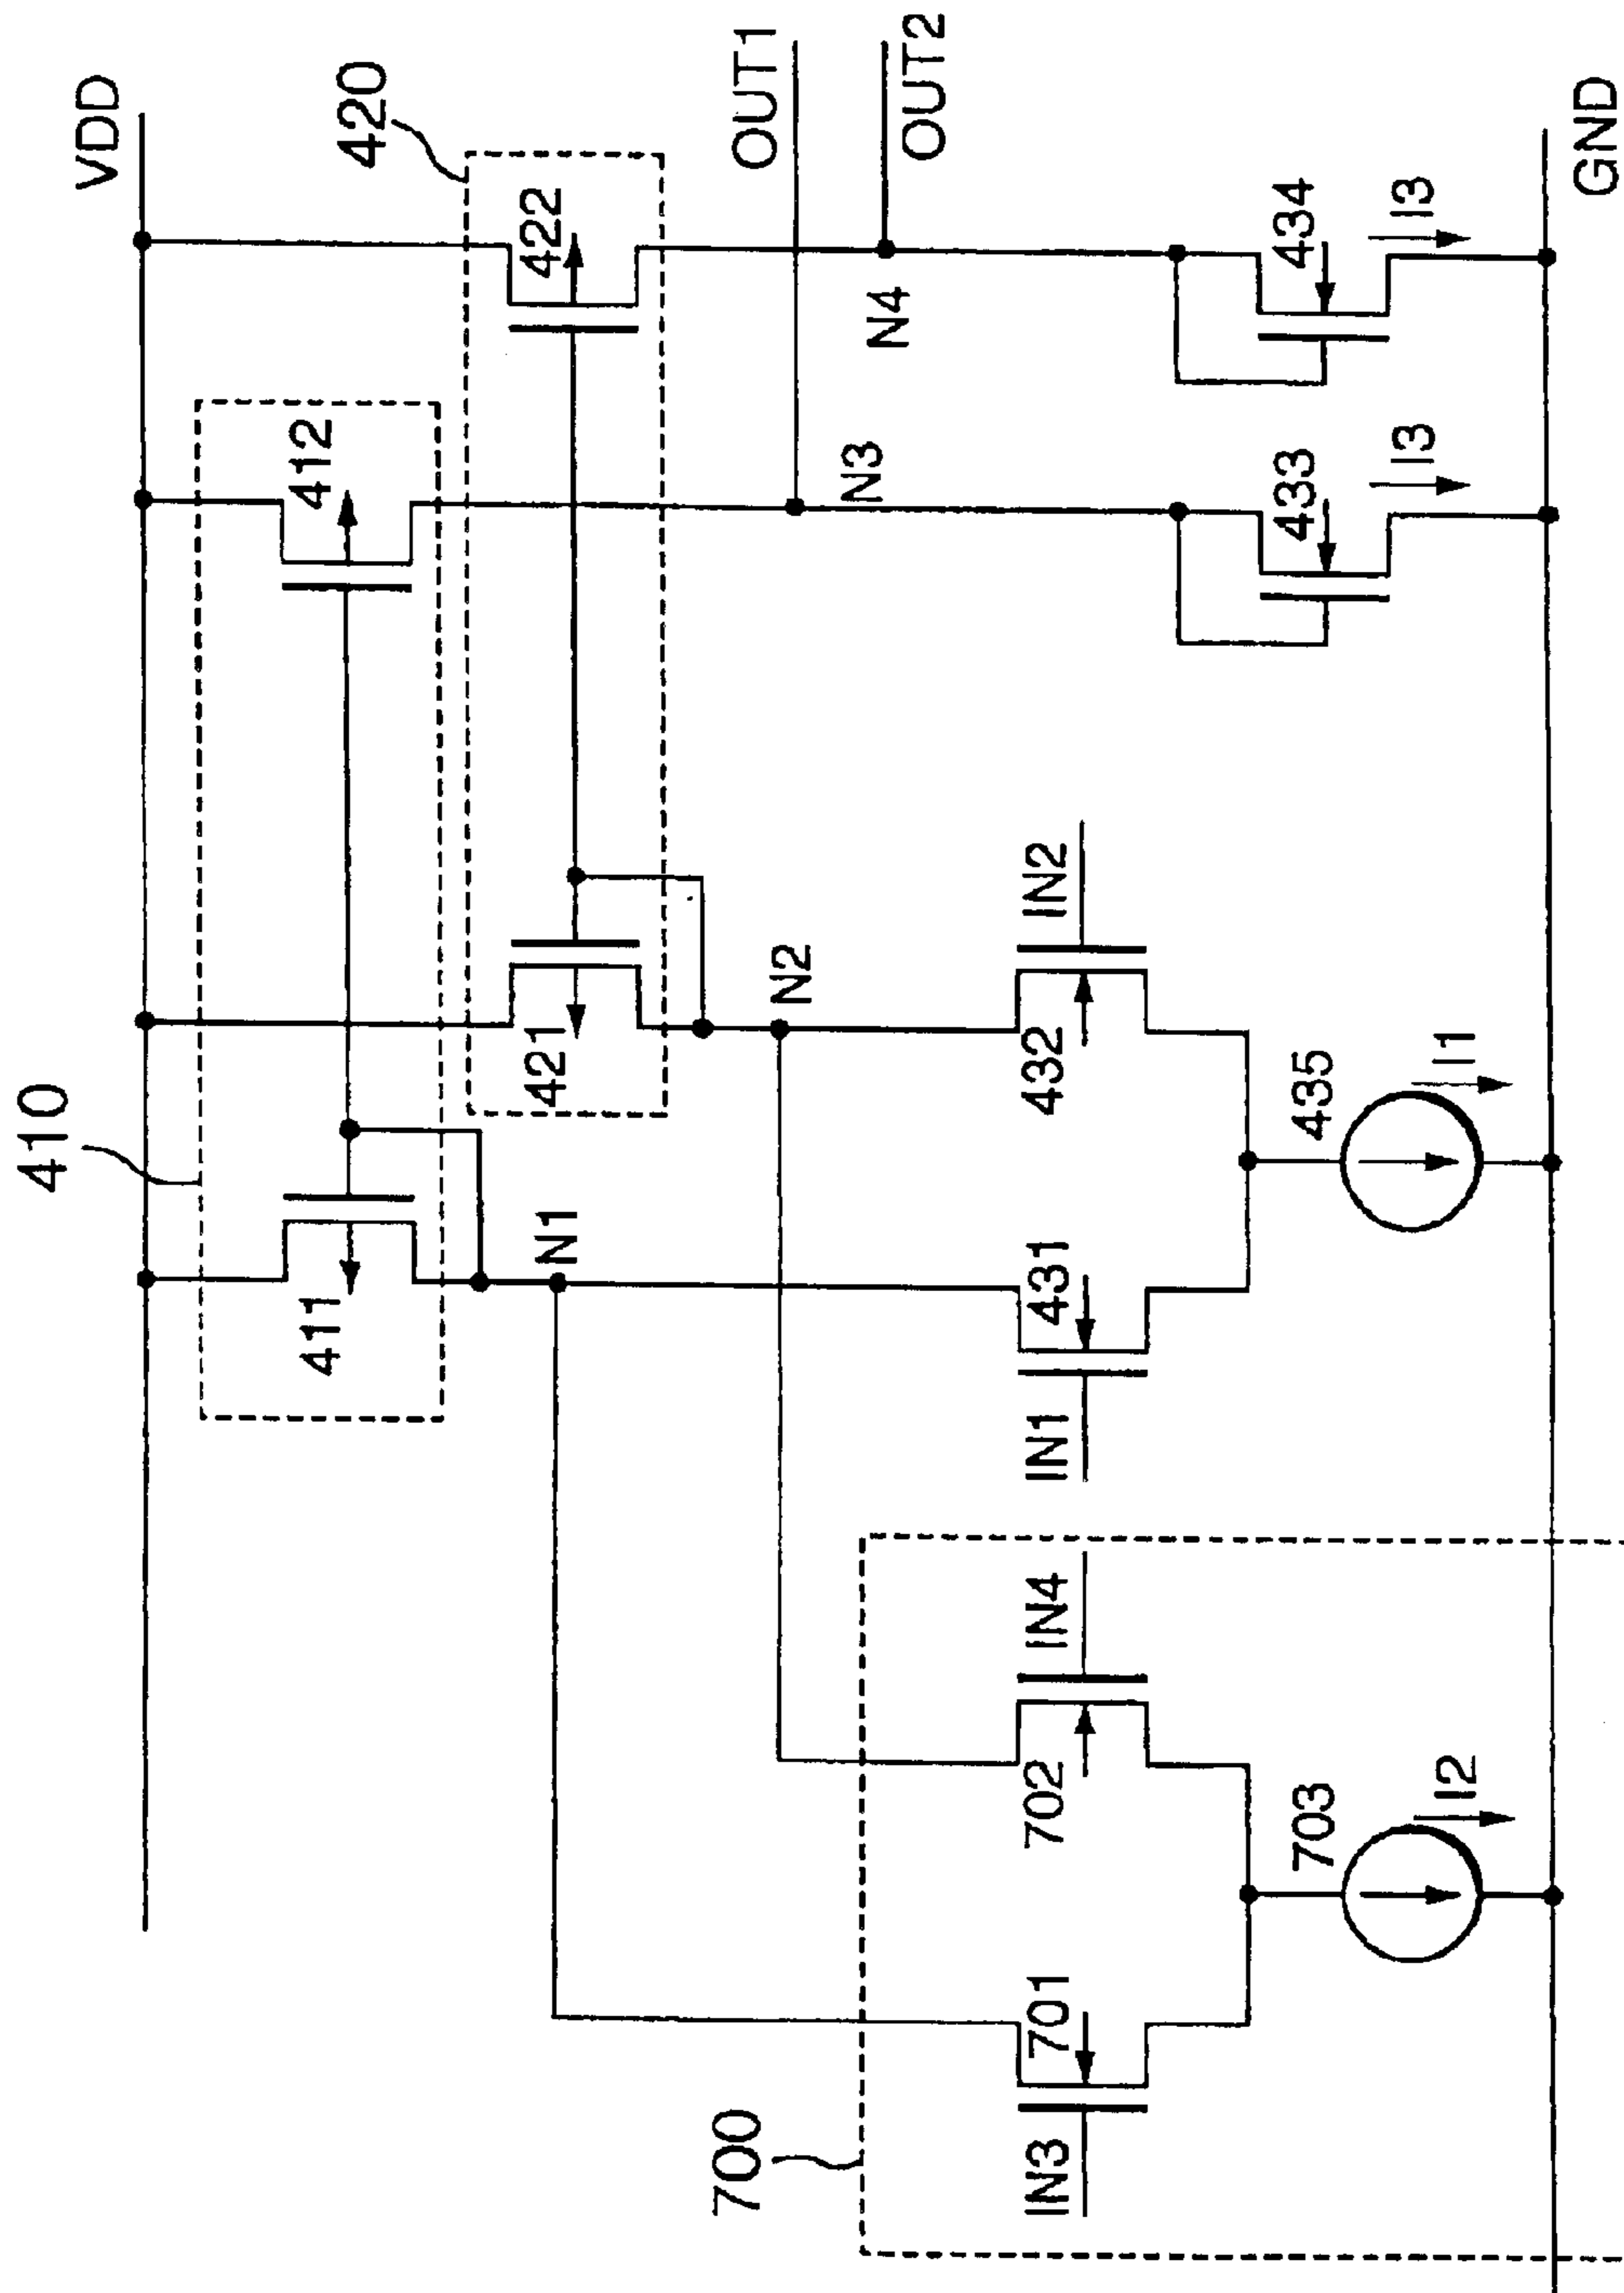 VDD
410
420
411
412
421
422
N1
N2
N3
N4
OUT1
OUT2
700
IN3
701
702
IN4
IN1
431
432
IN2
433
434
703
I2
435
I1
I3
I3
GND